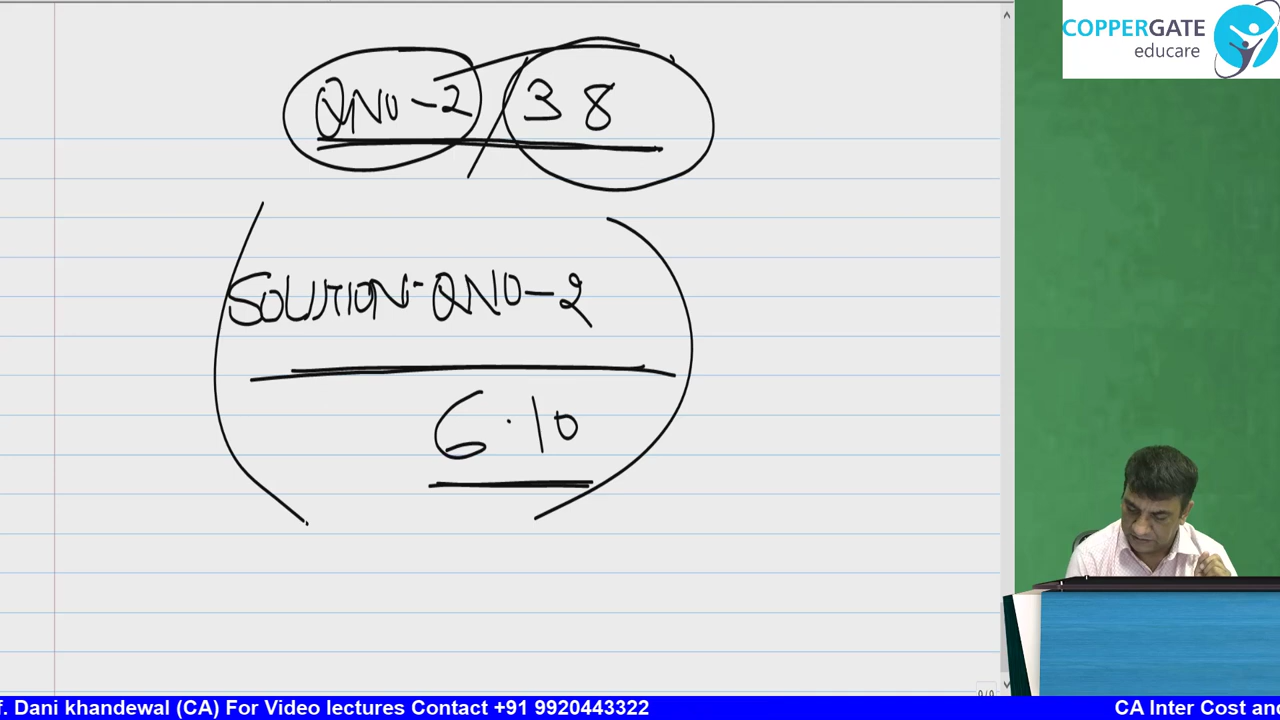 COPPERGATE
educare
QNO-2 / 38
SOLUTION-QNO-2
6.10
f. Dani khandewal (CA) For Video lectures Contact +91 9920443322
CA Inter Cost and